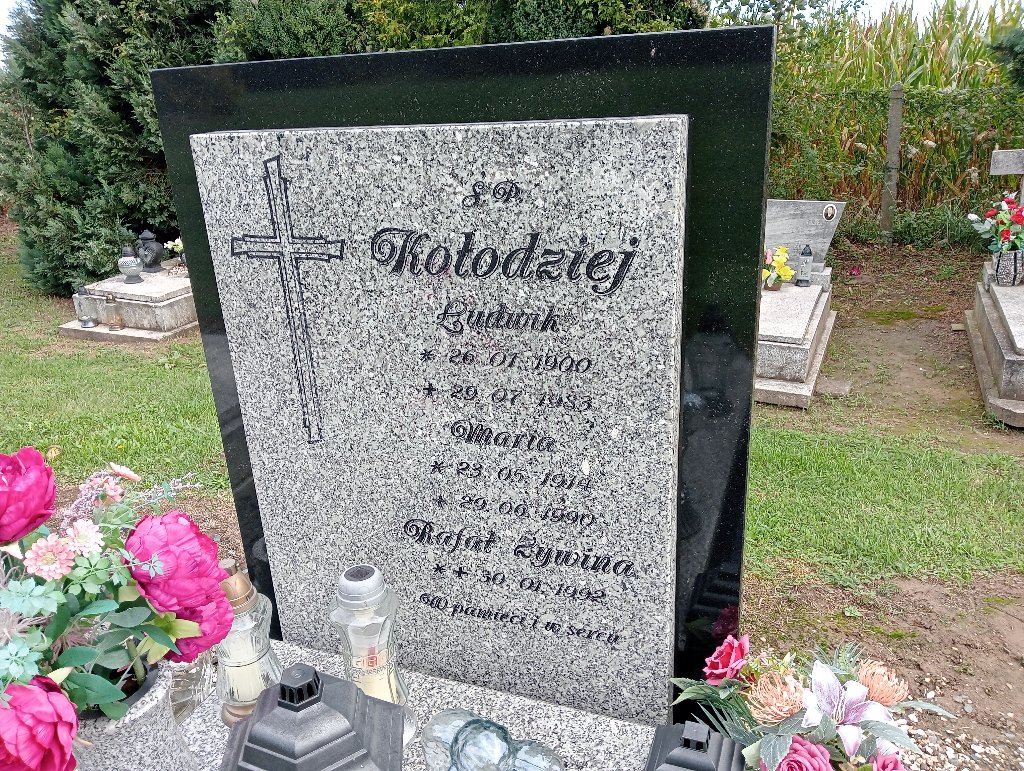 Ś P.
Kołodziej
Ludwik
* 26. 01. 1900
+ 29. 07. 1983
Maria
* 23. 05. 1914
+ 29. 06. 1990
Rafał Żywina
* + 30. 01. 1992
W pamięci i w sercu